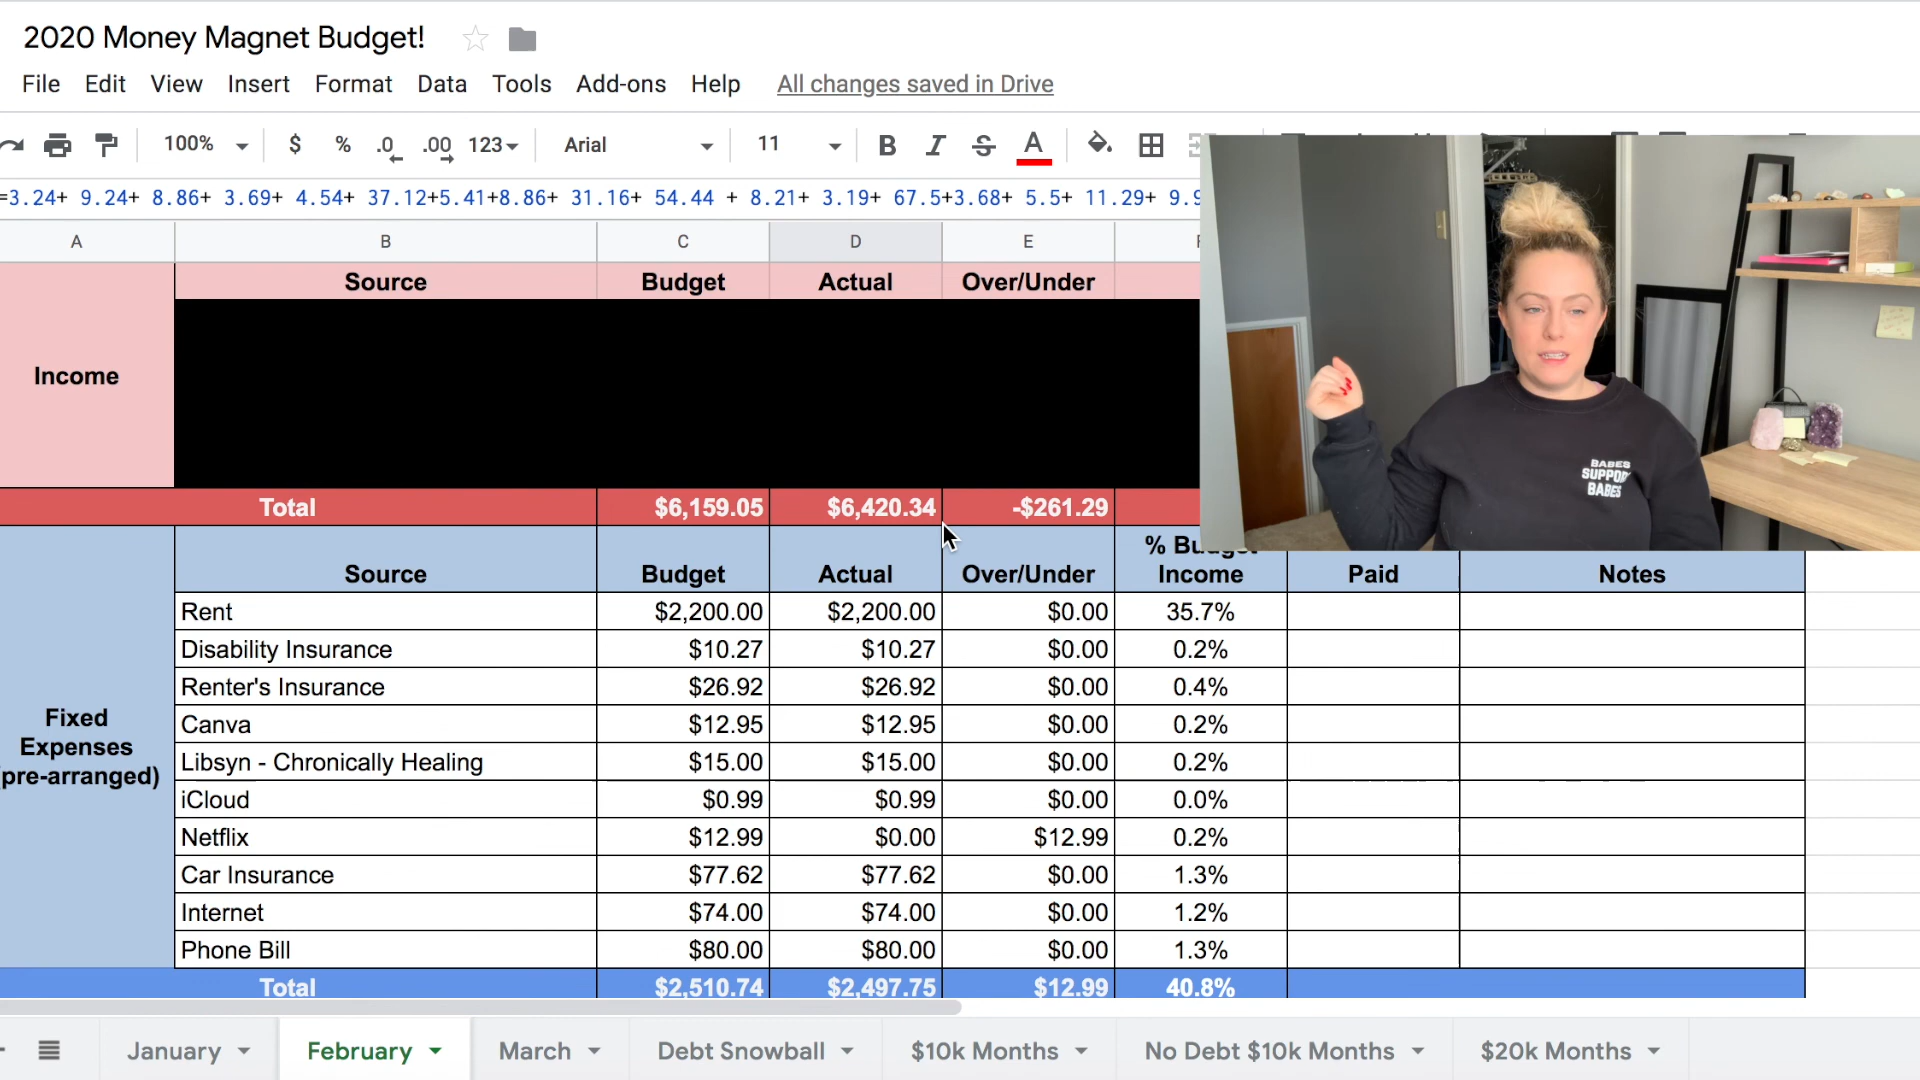 2020 Money Magnet Budget!
File Edit View Insert Format Data Tools Add-ons Help All changes saved in Drive
100% $ % .0 .00 123 Arial 11 B I S A
=3.24+ 9.24+ 8.86+ 3.69+ 4.54+ 37.12+5.41+8.86+ 31.16+ 54.44 + 8.21+ 3.19+ 67.5+3.68+ 5.5+ 11.29+ 9.9
A B C D E
Source Budget Actual Over/Under
Income
BABES
SUPPORT
BABES
Total $6,159.05 $6,420.34 -$261.29
% Budget
Source Budget Actual Over/Under Income Paid Notes
Rent $2,200.00 $2,200.00 $0.00 35.7%
Disability Insurance $10.27 $10.27 $0.00 0.2%
Renter's Insurance $26.92 $26.92 $0.00 0.4%
Fixed
Expenses
pre-arranged)
Canva $12.95 $12.95 $0.00 0.2%
Libsyn - Chronically Healing $15.00 $15.00 $0.00 0.2%
iCloud $0.99 $0.99 $0.00 0.0%
Netflix $12.99 $0.00 $12.99 0.2%
Car Insurance $77.62 $77.62 $0.00 1.3%
Internet $74.00 $74.00 $0.00 1.2%
Phone Bill $80.00 $80.00 $0.00 1.3%
Total $2,510.74 $2,497.75 $12.99 40.8%
January February March Debt Snowball $10k Months No Debt $10k Months $20k Months